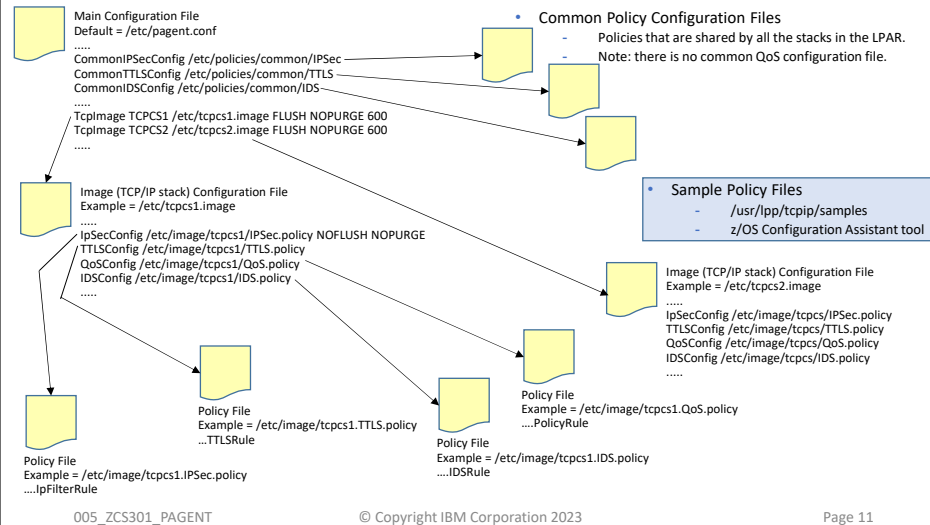 Main Configuration File
Default = /etc/pagent.conf
.....
CommonIPSecConfig /etc/policies/common/IPSec
CommonTTLSConfig /etc/policies/common/TTLS
CommonIDSConfig /etc/policies/common/IDS
.....
TcpImage TCPCS1 /etc/tcpcs1.image FLUSH NOPURGE 600
TcpImage TCPCS2 /etc/tcpcs2.image FLUSH NOPURGE 600
.....
• Common Policy Configuration Files
- Policies that are shared by all the stacks in the LPAR.
- Note: there is no common QoS configuration file.
• Sample Policy Files
- /usr/lpp/tcpip/samples
- z/OS Configuration Assistant tool
Image (TCP/IP stack) Configuration File
Example = /etc/tcpcs1.image
.....
IpSecConfig /etc/image/tcpcs1/IPSec.policy NOFLUSH NOPURGE
TTLSConfig /etc/image/tcpcs1/TTLS.policy
QoSConfig /etc/image/tcpcs1/QoS.policy
IDSConfig /etc/image/tcpcs1/IDS.policy
.....
Image (TCP/IP stack) Configuration File
Example = /etc/tcpcs2.image
.....
IpSecConfig /etc/image/tcpcs/IPSec.policy
TTLSConfig /etc/image/tcpcs/TTLS.policy
QoSConfig /etc/image/tcpcs/QoS.policy
IDSConfig /etc/image/tcpcs/IDS.policy
.....
Policy File
Example = /etc/image/tcpcs1.IPSec.policy
....IpFilterRule
Policy File
Example = /etc/image/tcpcs1.TTLS.policy
...TTLSRule
Policy File
Example = /etc/image/tcpcs1.IDS.policy
....IDSRule
Policy File
Example = /etc/image/tcpcs1.QoS.policy
....PolicyRule
005_ZCS301_PAGENT
© Copyright IBM Corporation 2023
Page 11